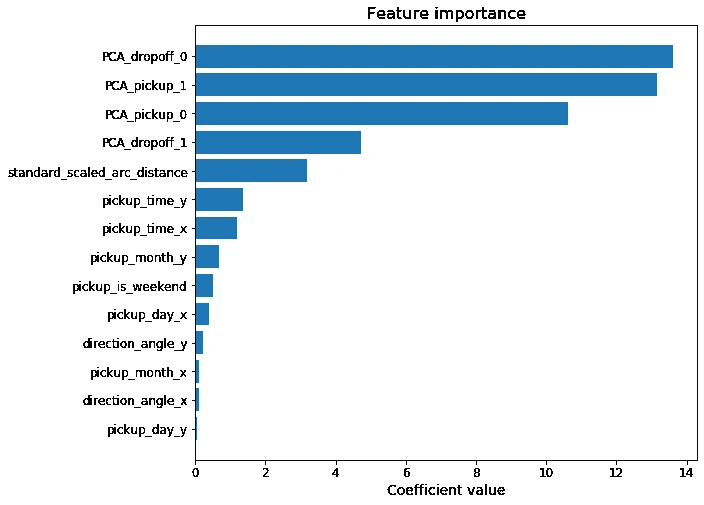 Feature importance
PCA_dropoff_0
PCA_pickup_1
PCA_pickup_0
PCA_dropoff_1
standard_scaled_arc_distance
pickup_time_y
pickup_time_x
pickup_month_y
pickup_is_weekend
pickup_day_x
direction_angle_y
pickup_month_x
direction_angle_x
pickup_day_y
0 2 4 6 8 10 12 14
Coefficient value